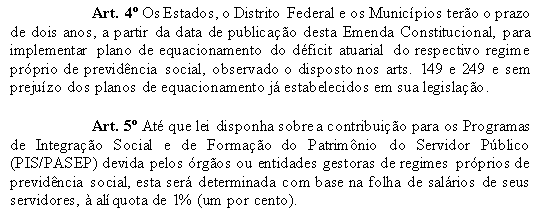 Art. 4º Os Estados, o Distrito Federal e os Municípios terão o prazo
de dois anos, a partir da data de publicação desta Emenda Constitucional, para
implementar plano de equacionamento do déficit atuarial do respectivo regime
próprio de previdência social, observado o disposto nos arts. 149 e 249 e sem
prejuízo dos planos de equacionamento já estabelecidos em sua legislação.
Art. 5º Até que lei disponha sobre a contribuição para os Programas
de Integração Social e de Formação do Patrimônio do Servidor Público
(PIS/PASEP) devida pelos órgãos ou entidades gestoras de regimes próprios de
previdência social, esta será determinada com base na folha de salários de seus
servidores, à alíquota de 1% (um por cento).